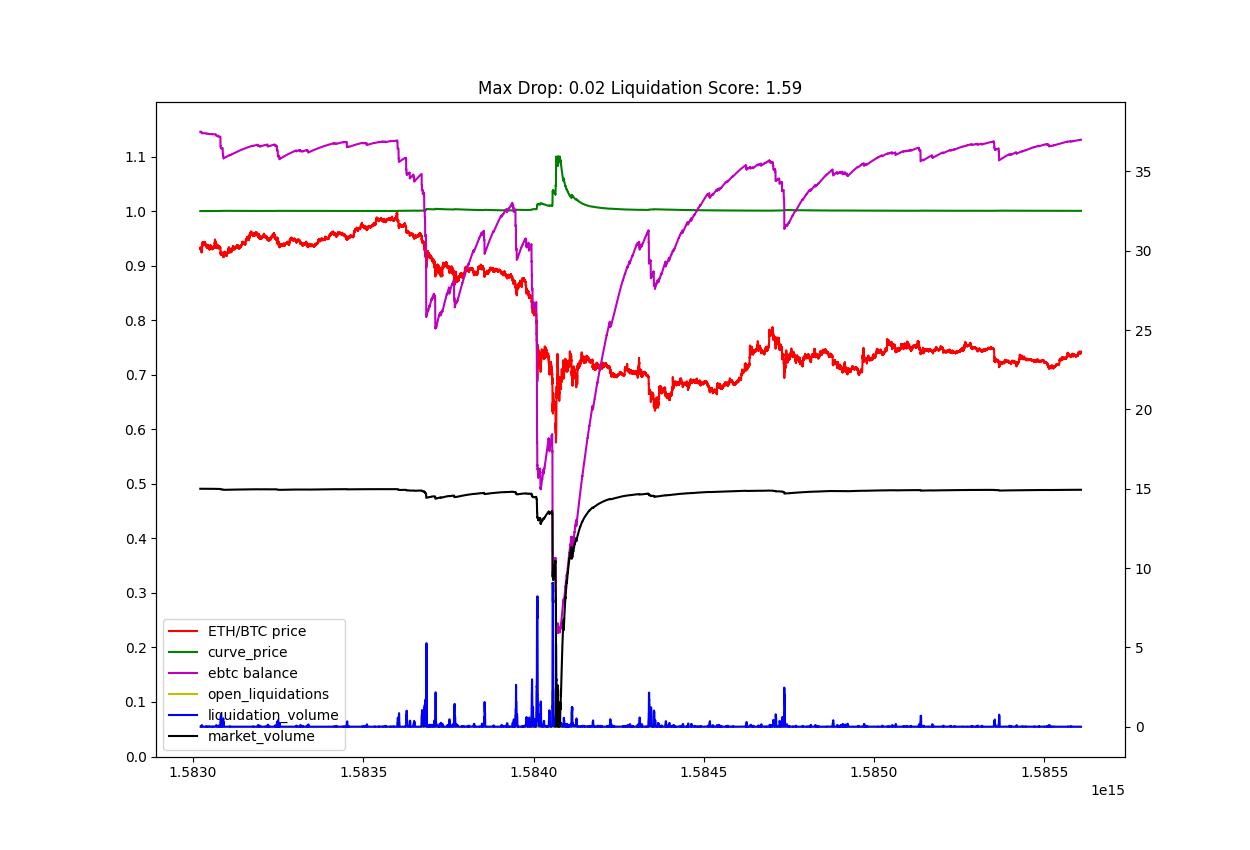 Max Drop: 0.02 Liquidation Score: 1.59
1.1
1.0
0.9
0.8
0.7
0.6
0.5
0.4
0.3
0.2
0.1
0.0
35
30
25
20
15
10
5
0
ETH/BTC price
curve_price
ebtc balance
open_liquidations
liquidation_volume
market_volume
1.5830 1.5835 1.5840 1.5845 1.5850 1.5855
1e15